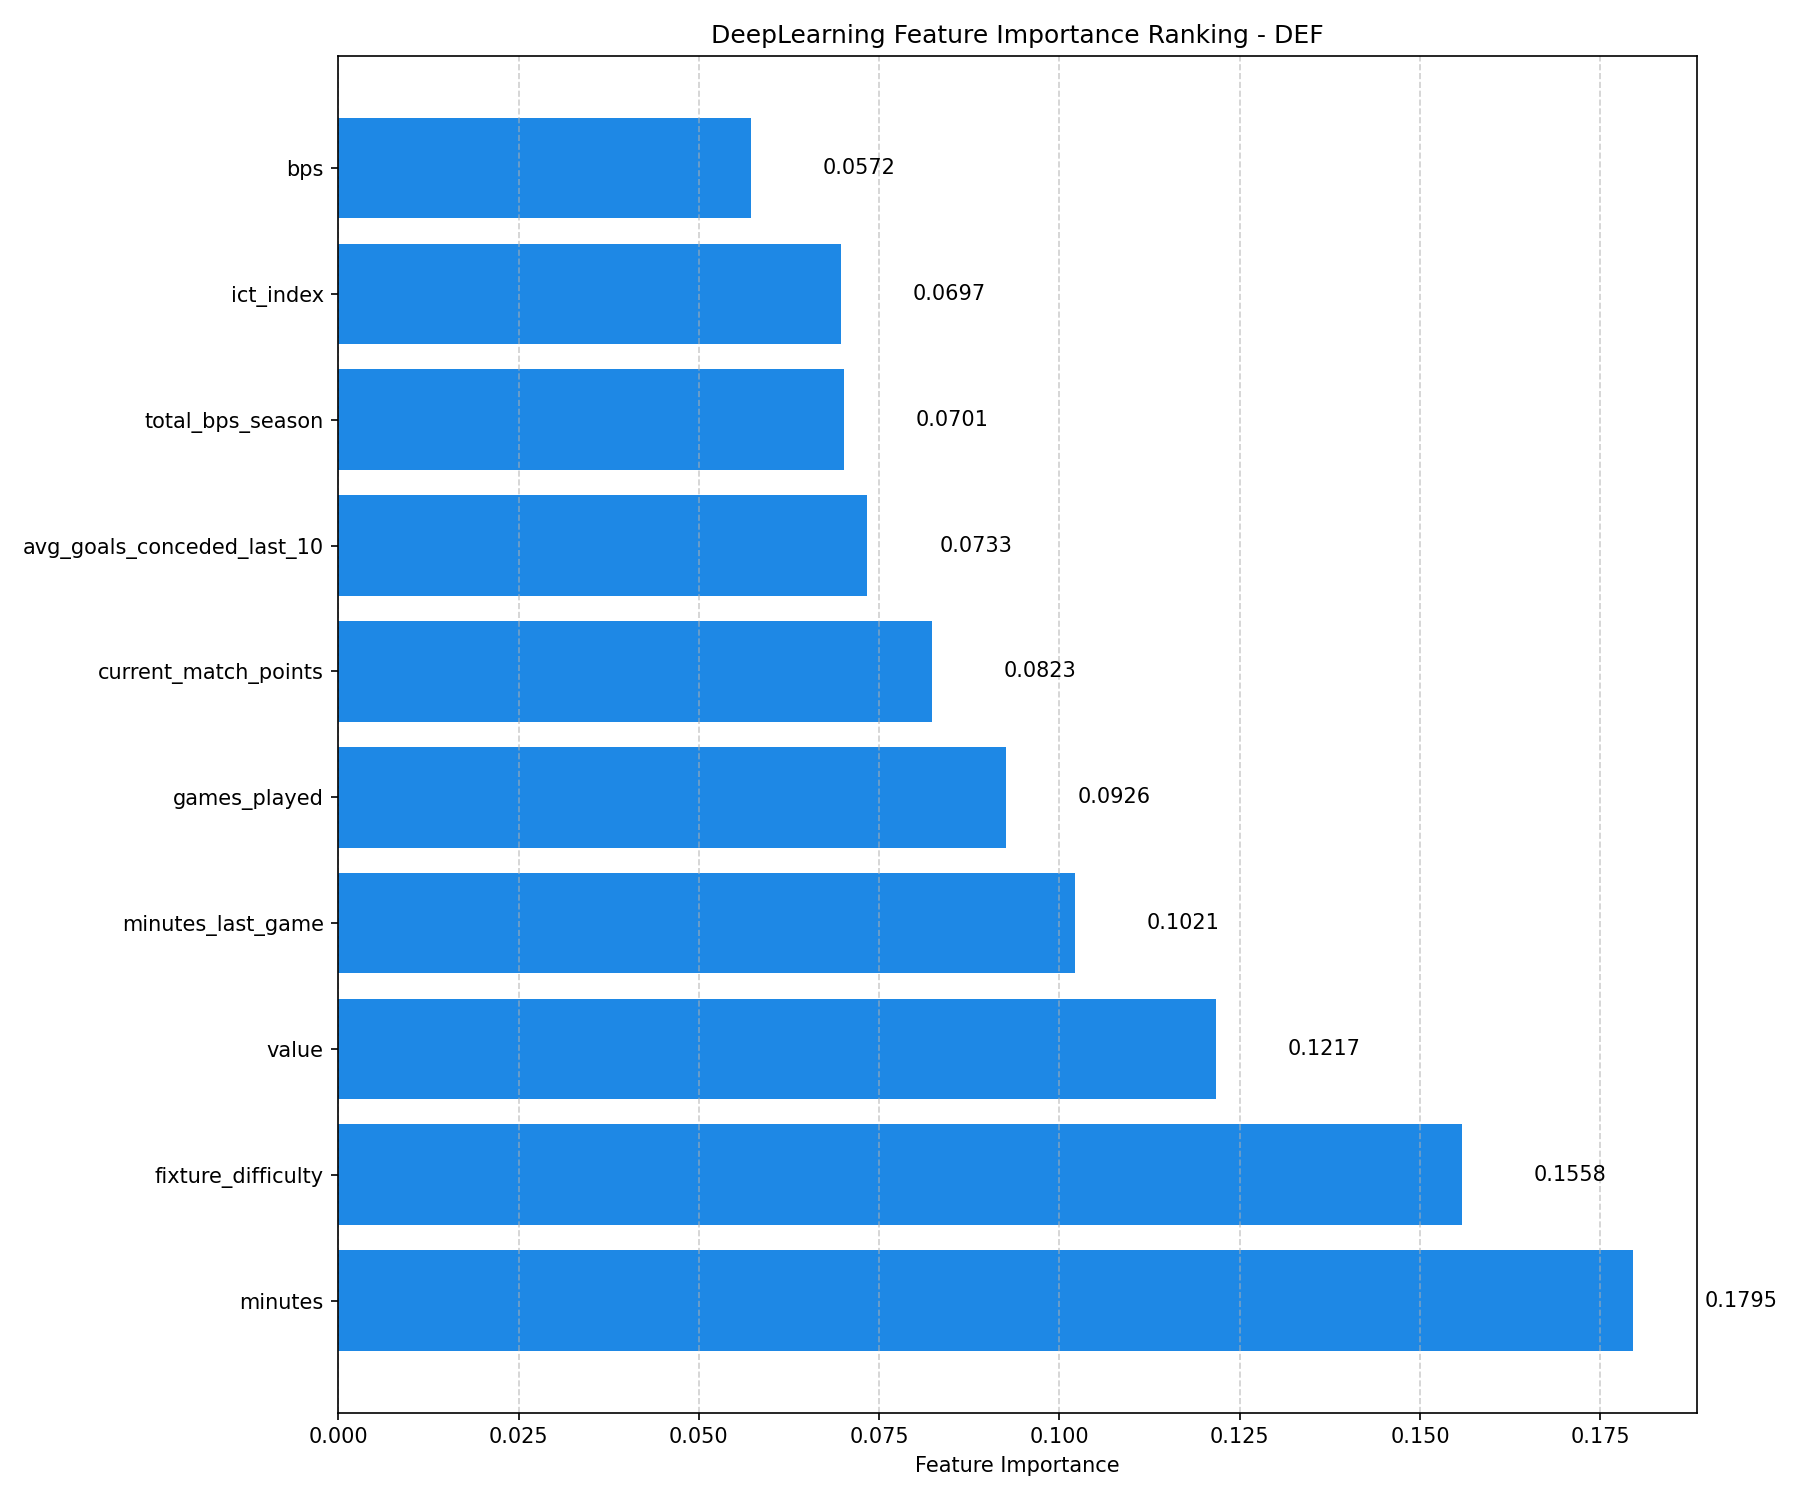 DeepLearning Feature Importance Ranking - DEF
bps
0.0572
ict_index
0.0697
total_bps_season
0.0701
avg_goals_conceded_last_10
0.0733
current_match_points
0.0823
games_played
0.0926
minutes_last_game
0.1021
value
0.1217
fixture_difficulty
0.1558
minutes
0.1795
0.000 0.025 0.050 0.075 0.100 0.125 0.150 0.175
Feature Importance